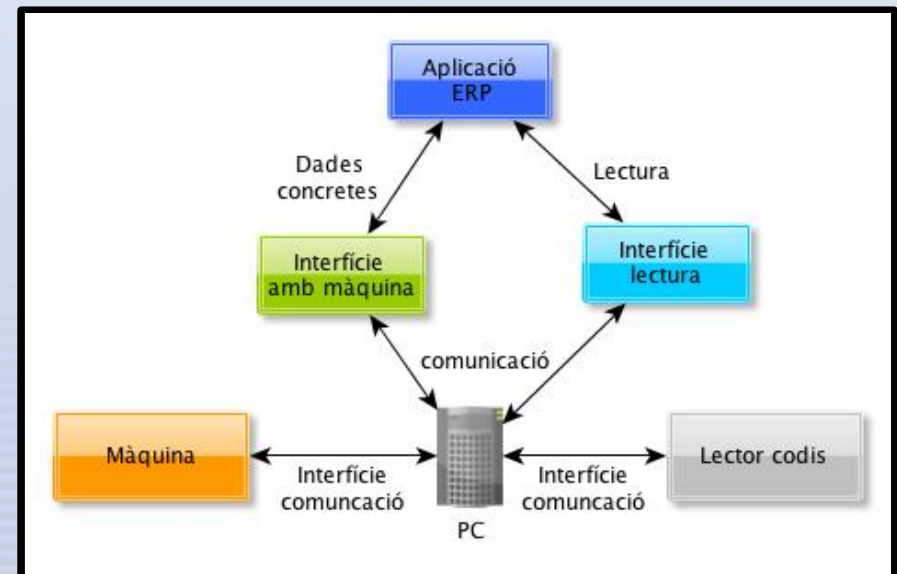 Aplicació
ERP
Dades
concretes
Lectura
Interfície
amb màquina
Interfície
lectura
comunicació
Màquina
Interfície
comuncació
PC
Interfície
comuncació
Lector codis